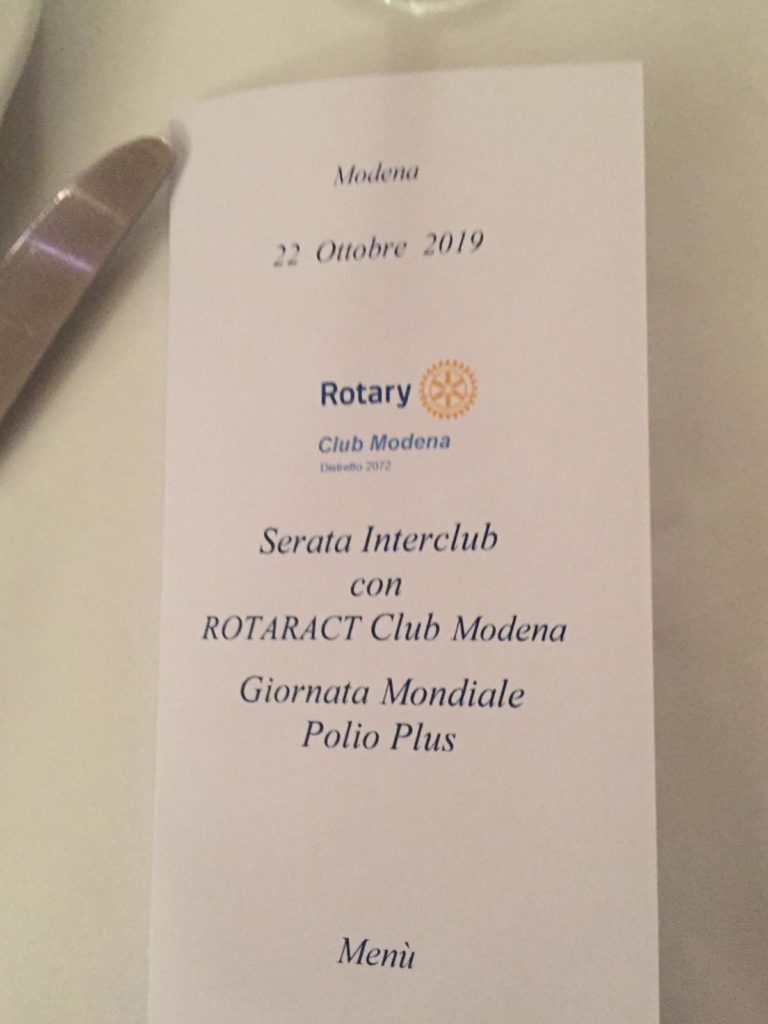 Modena
22 Ottobre 2019
Rotary
Club Modena
Distretto 2072
Serata Interclub
con
ROTARACT Club Modena
Giornata Mondiale
Polio Plus
Menù